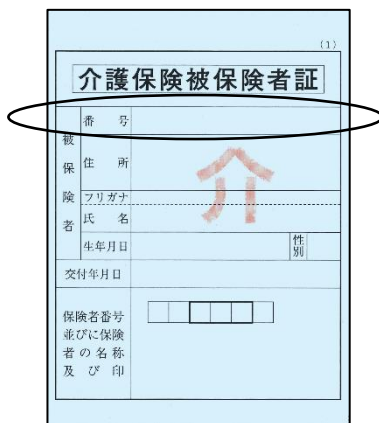 (1)
介護保険被保険者証
被保険者
番号
住所
フリガナ
氏名
生年月日
性別
交付年月日
保険者番号
並びに保険
者の名称
及び印
介